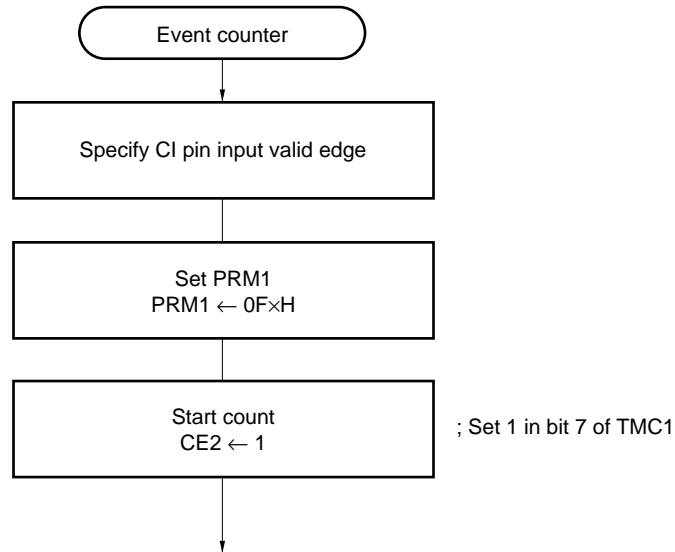 Event counter
Specify CI pin input valid edge
Set PRM1
PRM1 ← 0F×H
Start count
CE2 ← 1
; Set 1 in bit 7 of TMC1